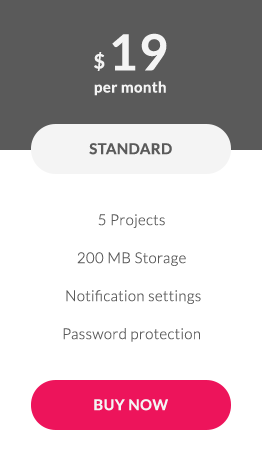 $ 19
per month
STANDARD
5 Projects
200 MB Storage
Notification settings
Password protection
BUY NOW